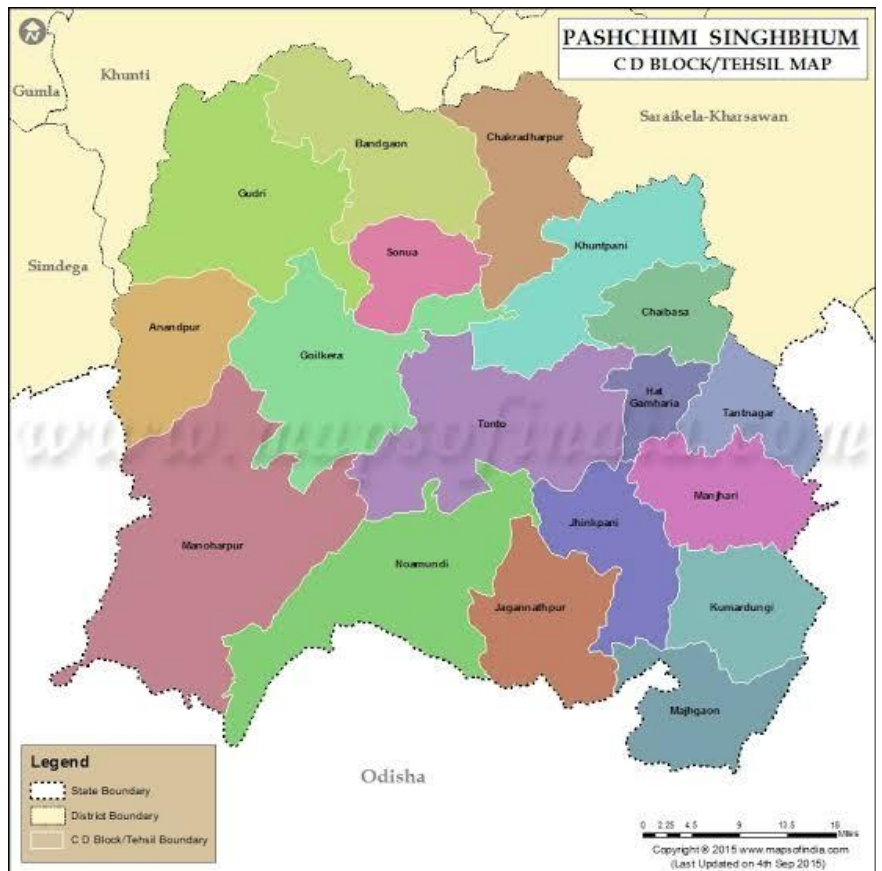 PASHCHIMI SINGHBHUM
C D BLOCK/TEHSIL MAP
N
Gumla
Khunti
Saraikela-Kharsawan
Simdega
Bandgaon
Chakradharpur
Gudri
Sonua
Khuntpani
Anandpur
Goilkera
Chaibasa
Hat
Gamharia
Tantnagar
Tonto
www.mapsofindia.com
Manjhari
Manoharpur
Jhinkpani
Noamundi
Jagannathpur
Kumardungi
Majhgaon
Odisha
Legend
State Boundary
District Boundary
C D Block/Tehsil Boundary
0 2.25 4.5 9 13.5 18
Miles
Copyright © 2015 www.mapsofindia.com
(Last Updated on 4th Sep 2015)